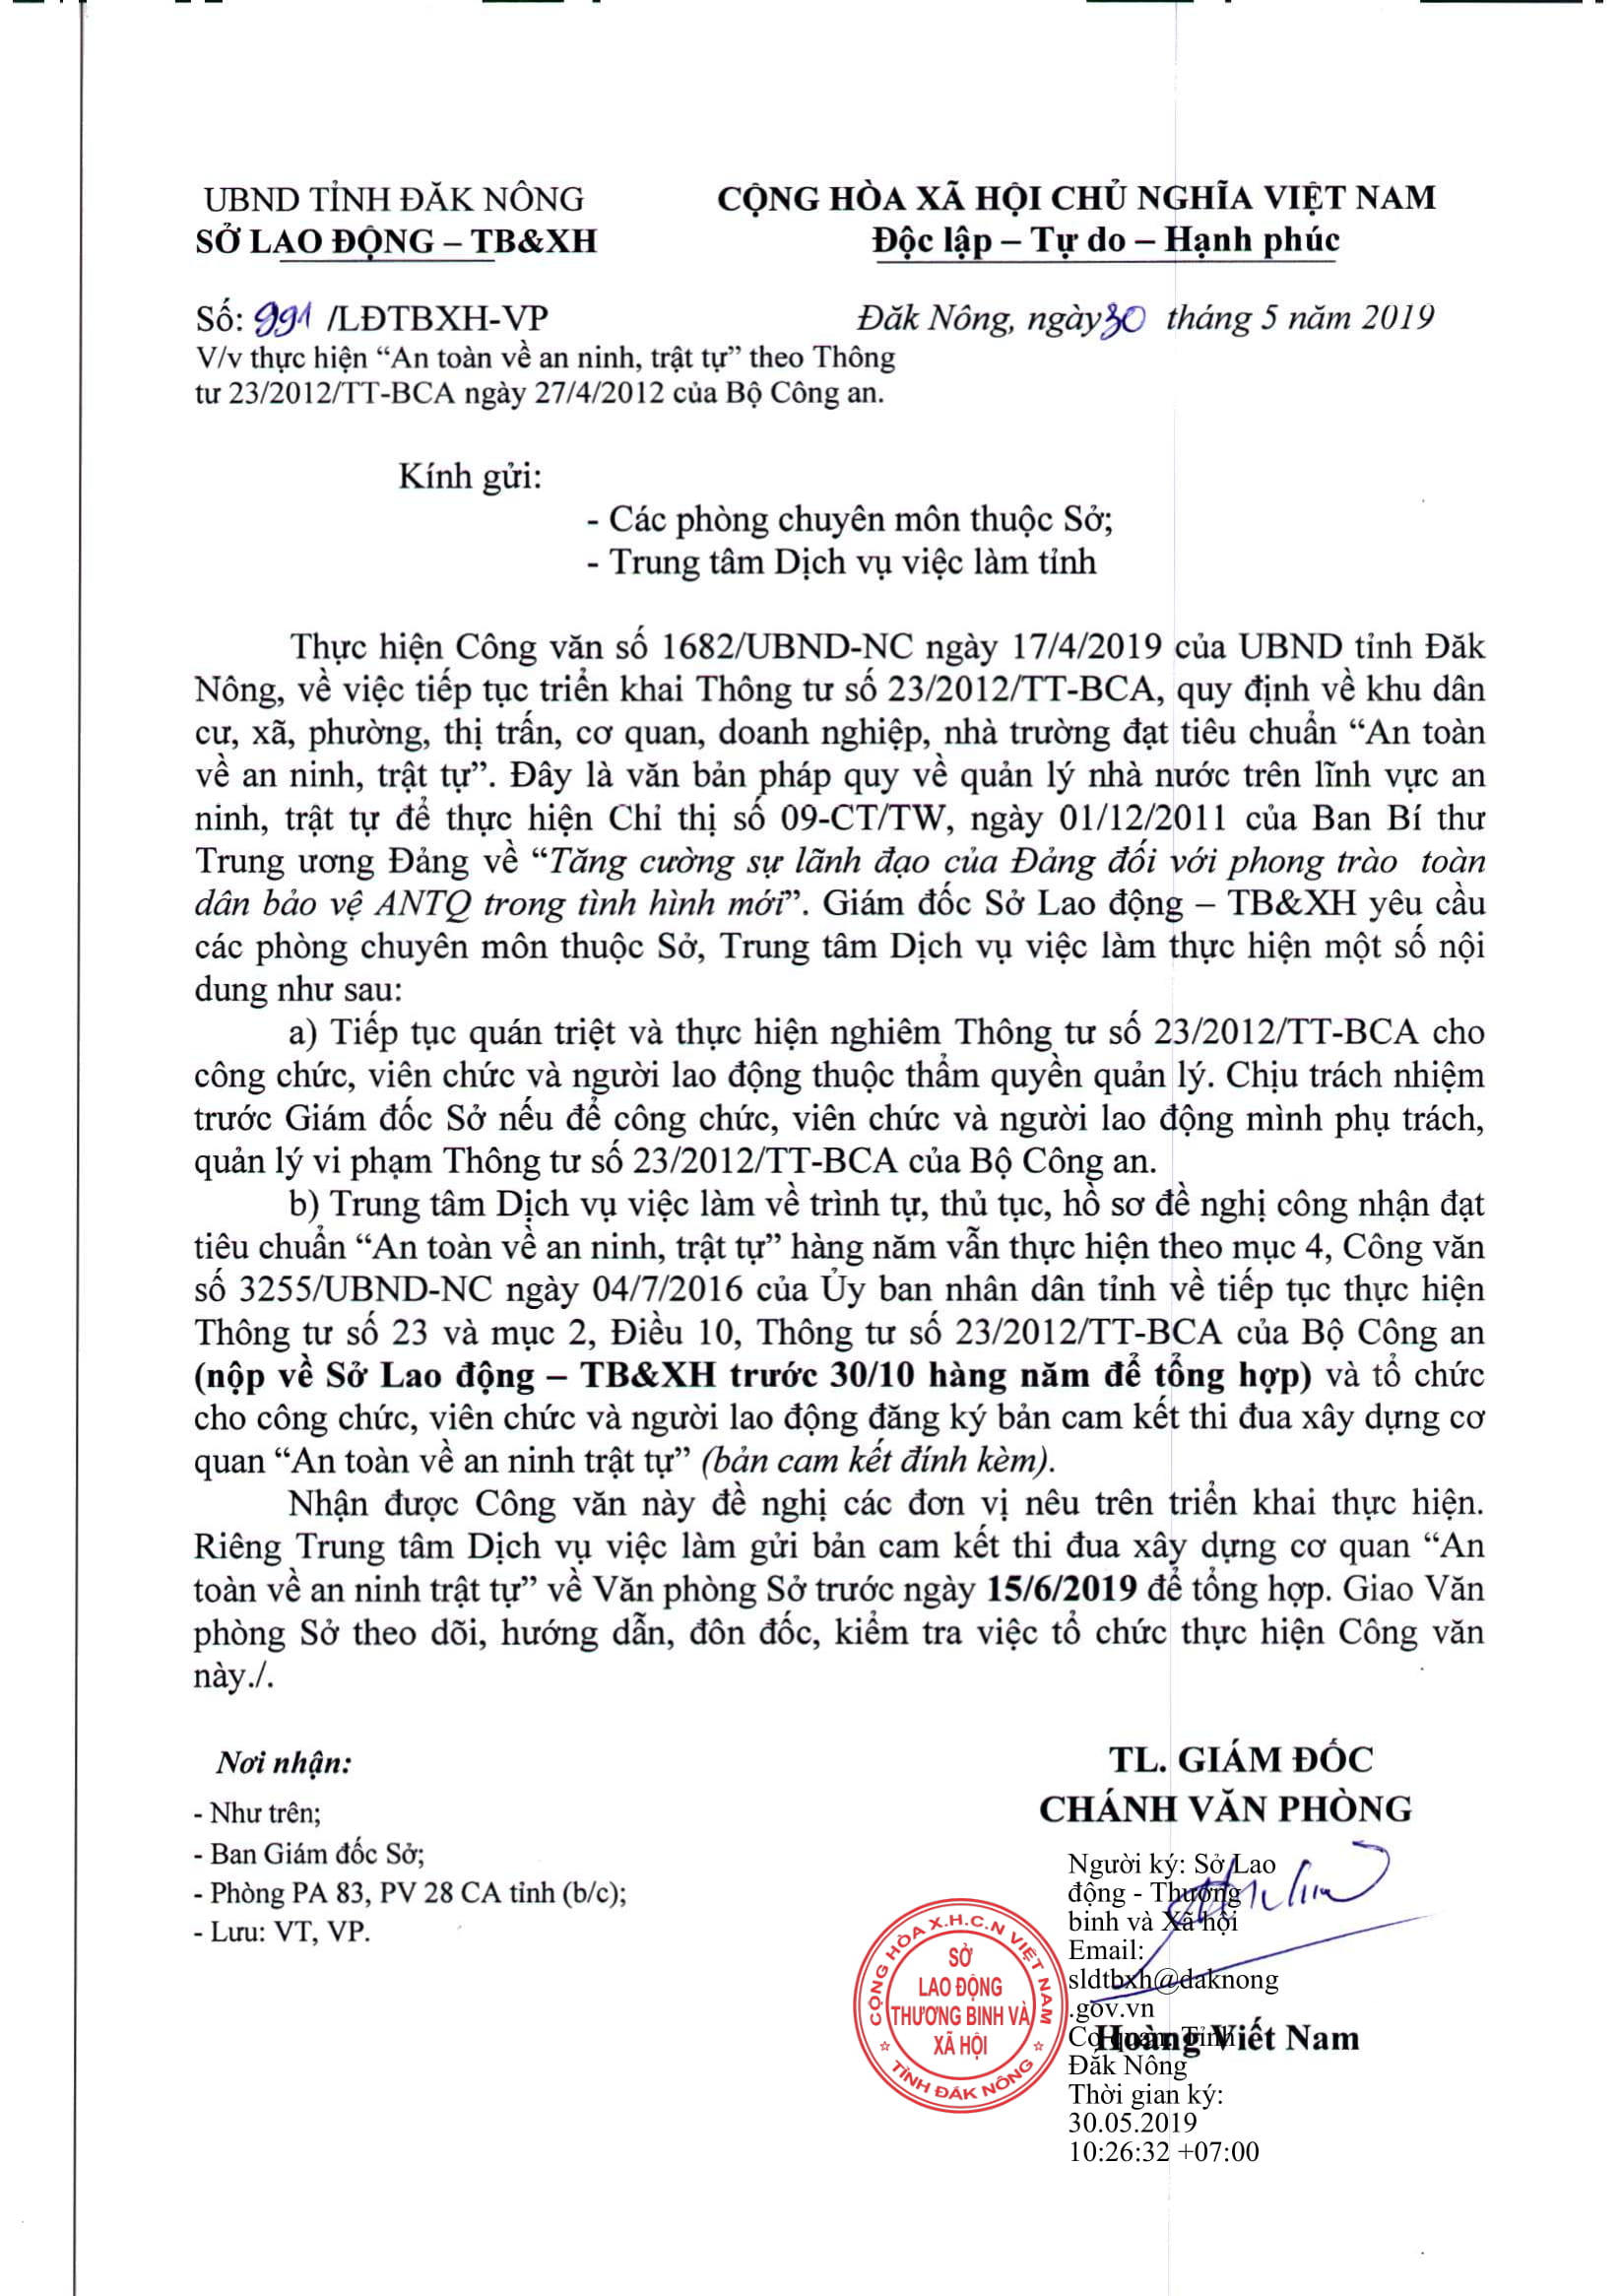 UBND TỈNH ĐĂK NÔNG
SỞ LAO ĐỘNG – TB&XH
CỘNG HÒA XÃ HỘI CHỦ NGHĨA VIỆT NAM
Độc lập – Tự do – Hạnh phúc
Số: 991 /LĐTBXH-VP
Đăk Nông, ngày 30 tháng 5 năm 2019
V/v thực hiện “An toàn về an ninh, trật tự” theo Thông
tư 23/2012/TT-BCA ngày 27/4/2012 của Bộ Công an.
Kính gửi:
- Các phòng chuyên môn thuộc Sở;
- Trung tâm Dịch vụ việc làm tỉnh
Thực hiện Công văn số 1682/UBND-NC ngày 17/4/2019 của UBND tỉnh Đăk
Nông, về việc tiếp tục triển khai Thông tư số 23/2012/TT-BCA, quy định về khu dân
cư, xã, phường, thị trấn, cơ quan, doanh nghiệp, nhà trường đạt tiêu chuẩn “An toàn
về an ninh, trật tự”. Đây là văn bản pháp quy về quản lý nhà nước trên lĩnh vực an
ninh, trật tự để thực hiện Chỉ thị số 09-CT/TW, ngày 01/12/2011 của Ban Bí thư
Trung ương Đảng về “Tăng cường sự lãnh đạo của Đảng đối với phong trào toàn
dân bảo vệ ANTQ trong tình hình mới”. Giám đốc Sở Lao động – TB&XH yêu cầu
các phòng chuyên môn thuộc Sở, Trung tâm Dịch vụ việc làm thực hiện một số nội
dung như sau:
a) Tiếp tục quán triệt và thực hiện nghiêm Thông tư số 23/2012/TT-BCA cho
công chức, viên chức và người lao động thuộc thẩm quyền quản lý. Chịu trách nhiệm
trước Giám đốc Sở nếu để công chức, viên chức và người lao động mình phụ trách,
quản lý vi phạm Thông tư số 23/2012/TT-BCA của Bộ Công an.
b) Trung tâm Dịch vụ việc làm về trình tự, thủ tục, hồ sơ đề nghị công nhận đạt
tiêu chuẩn “An toàn về an ninh, trật tự” hàng năm vẫn thực hiện theo mục 4, Công văn
số 3255/UBND-NC ngày 04/7/2016 của Ủy ban nhân dân tỉnh về tiếp tục thực hiện
Thông tư số 23 và mục 2, Điều 10, Thông tư số 23/2012/TT-BCA của Bộ Công an
(nộp về Sở Lao động – TB&XH trước 30/10 hàng năm để tổng hợp) và tổ chức
cho công chức, viên chức và người lao động đăng ký bản cam kết thi đua xây dựng cơ
quan “An toàn về an ninh trật tự” (bản cam kết đính kèm).
Nhận được Công văn này đề nghị các đơn vị nêu trên triển khai thực hiện.
Riêng Trung tâm Dịch vụ việc làm gửi bản cam kết thi đua xây dựng cơ quan “An
toàn về an ninh trật tự” về Văn phòng Sở trước ngày 15/6/2019 để tổng hợp. Giao Văn
phòng Sở theo dõi, hướng dẫn, đôn đốc, kiểm tra việc tổ chức thực hiện Công văn
này./.
Nơi nhận:
- Như trên;
- Ban Giám đốc Sở;
- Phòng PA 83, PV 28 CA tỉnh (b/c);
- Lưu: VT, VP.
TL. GIÁM ĐỐC
CHÁNH VĂN PHÒNG
Người ký: Sở Lao
động - Thương
binh và Xã hội
Email:
sldtbxh@daknong
.gov.vn
Cơ quan: Tỉnh
Đắk Nông
Thời gian ký:
30.05.2019
10:26:32 +07:00
Hoàng Viết Nam
CỘNG HÒA X.H.C.N VIỆT NAM
SỞ
LAO ĐỘNG
THƯƠNG BINH VÀ
XÃ HỘI
TỈNH ĐẮK NÔNG